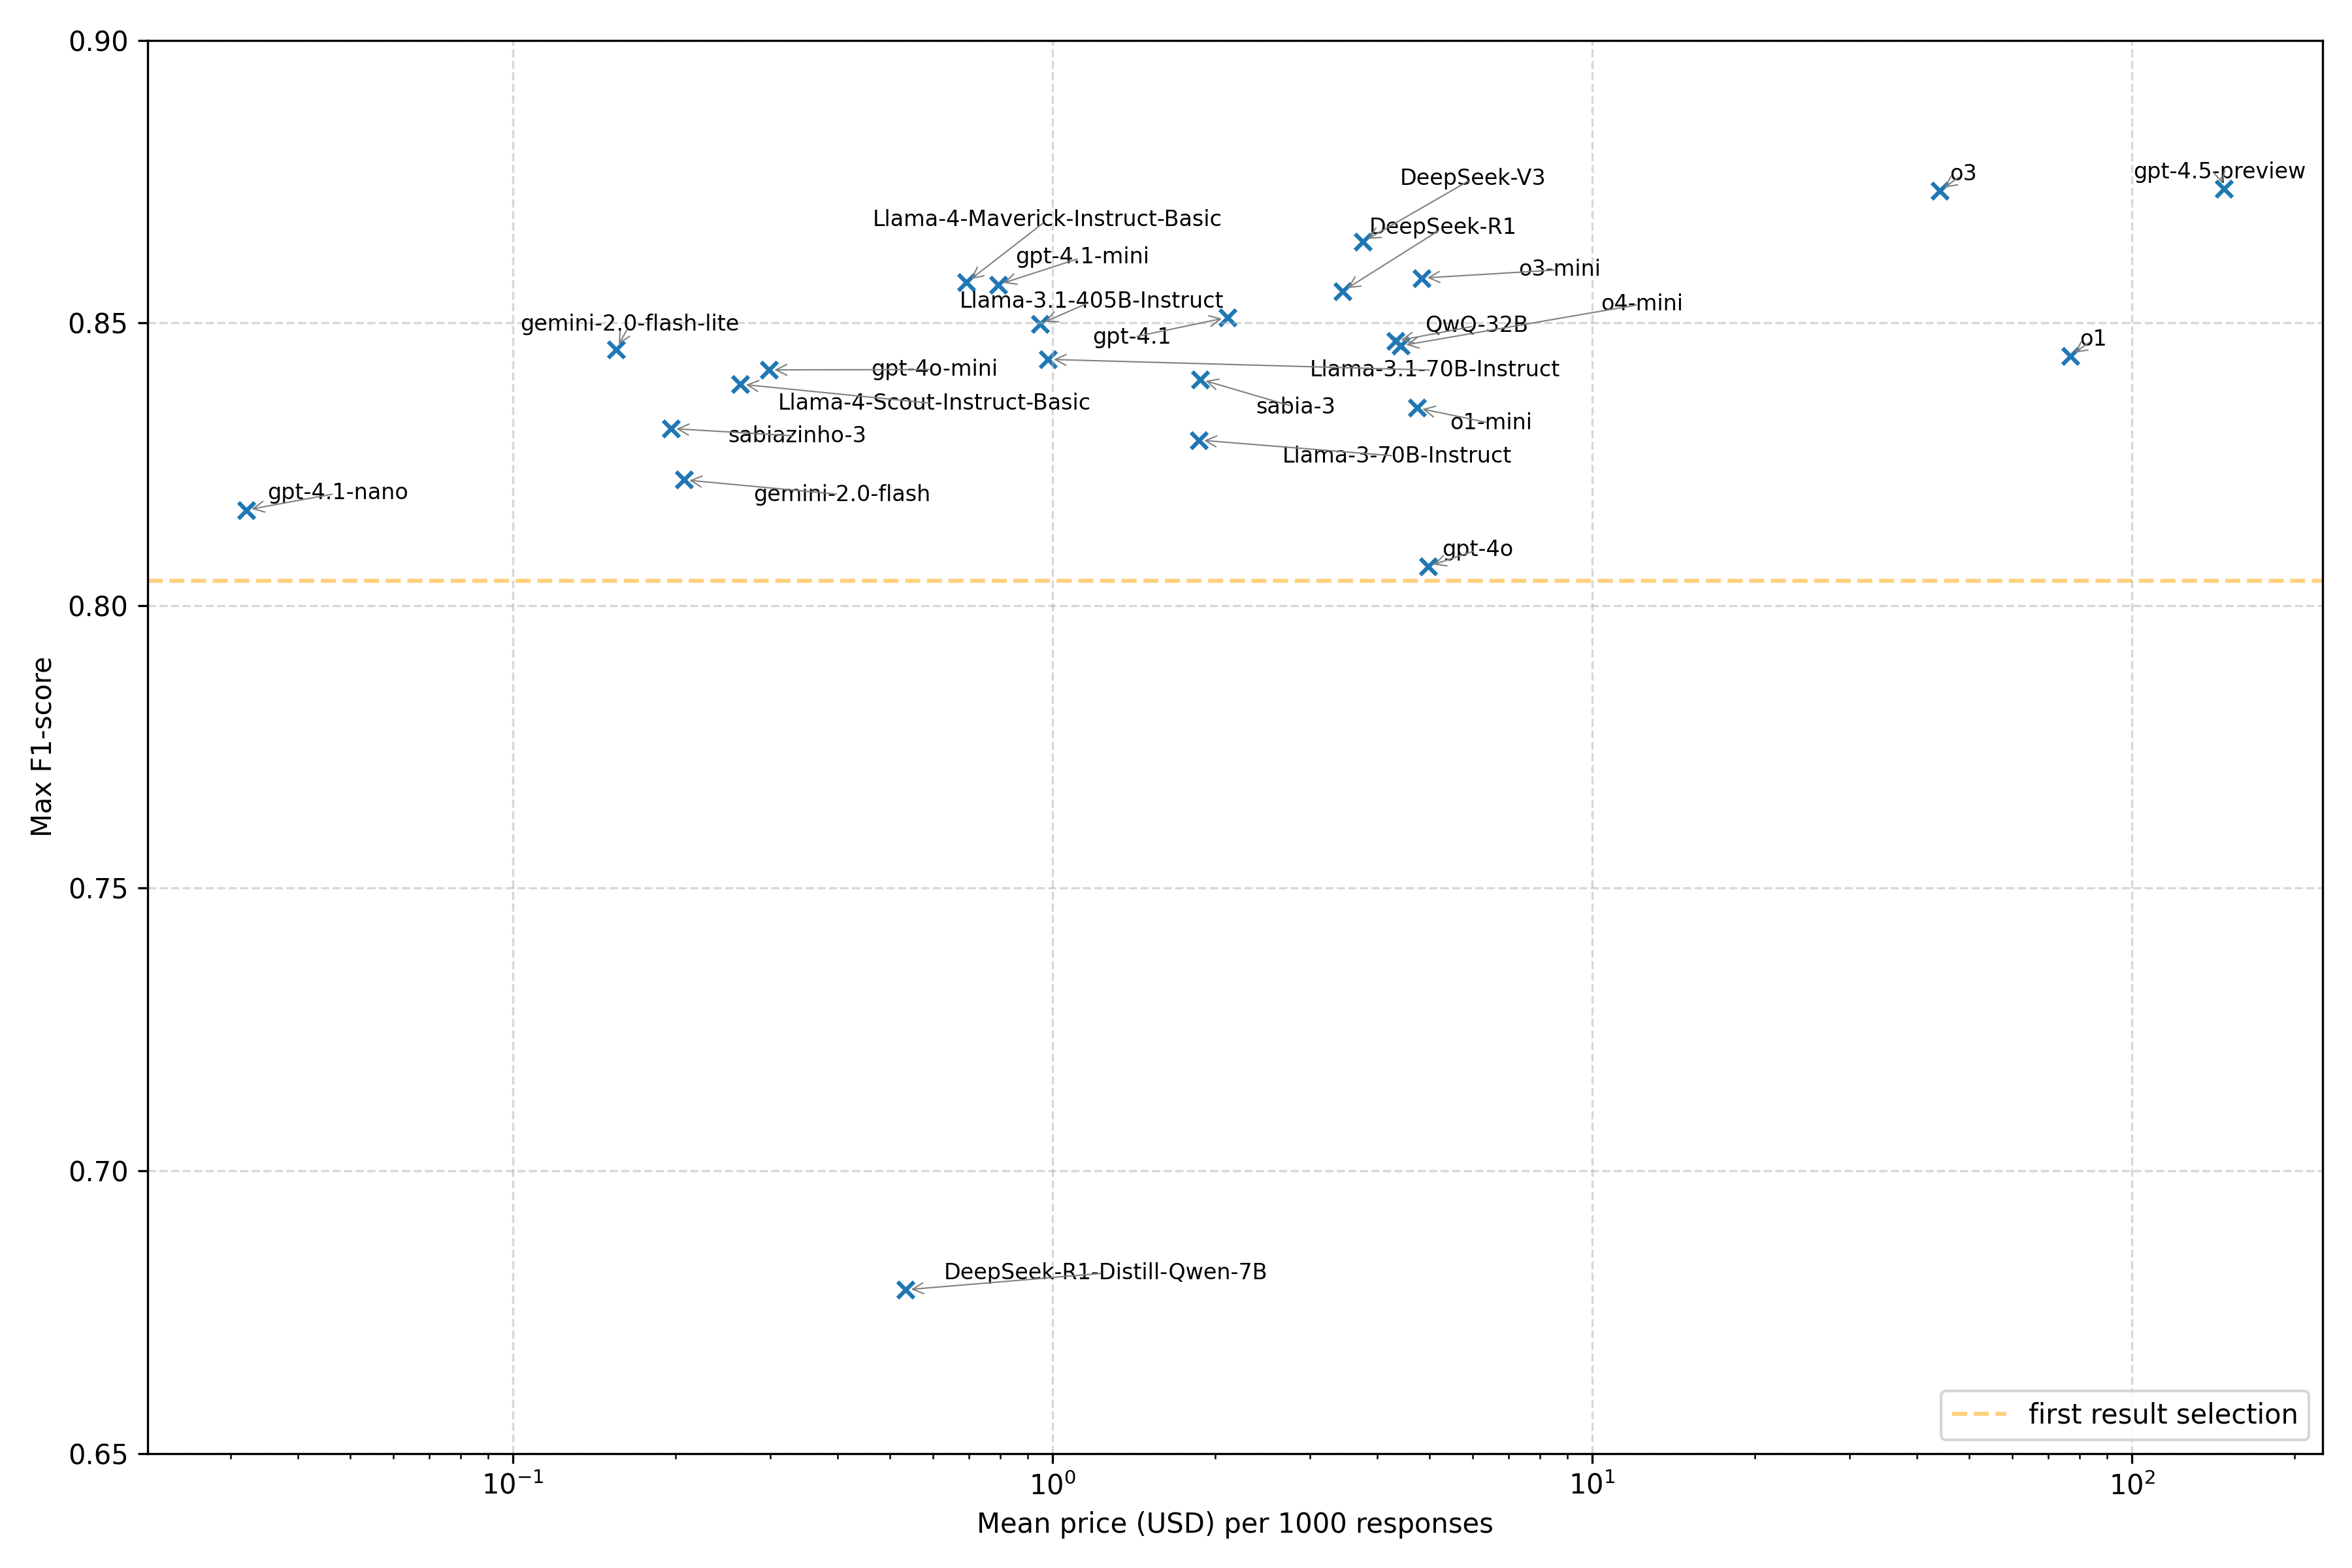 0.90
0.85
0.80
0.75
0.70
0.65
Max F1-score
DeepSeek-V3
o3
gpt-4.5-preview
Llama-4-Maverick-Instruct-Basic
DeepSeek-R1
gpt-4.1-mini
o3-mini
Llama-3.1-405B-Instruct
o4-mini
gemini-2.0-flash-lite
QwQ-32B
gpt-4.1
o1
gpt-4o-mini
Llama-3.1-70B-Instruct
Llama-4-Scout-Instruct-Basic
sabia-3
o1-mini
sabiazinho-3
Llama-3-70B-Instruct
gpt-4.1-nano
gemini-2.0-flash
gpt-4o
DeepSeek-R1-Distill-Qwen-7B
first result selection
10⁻¹
10⁰
10¹
10²
Mean price (USD) per 1000 responses